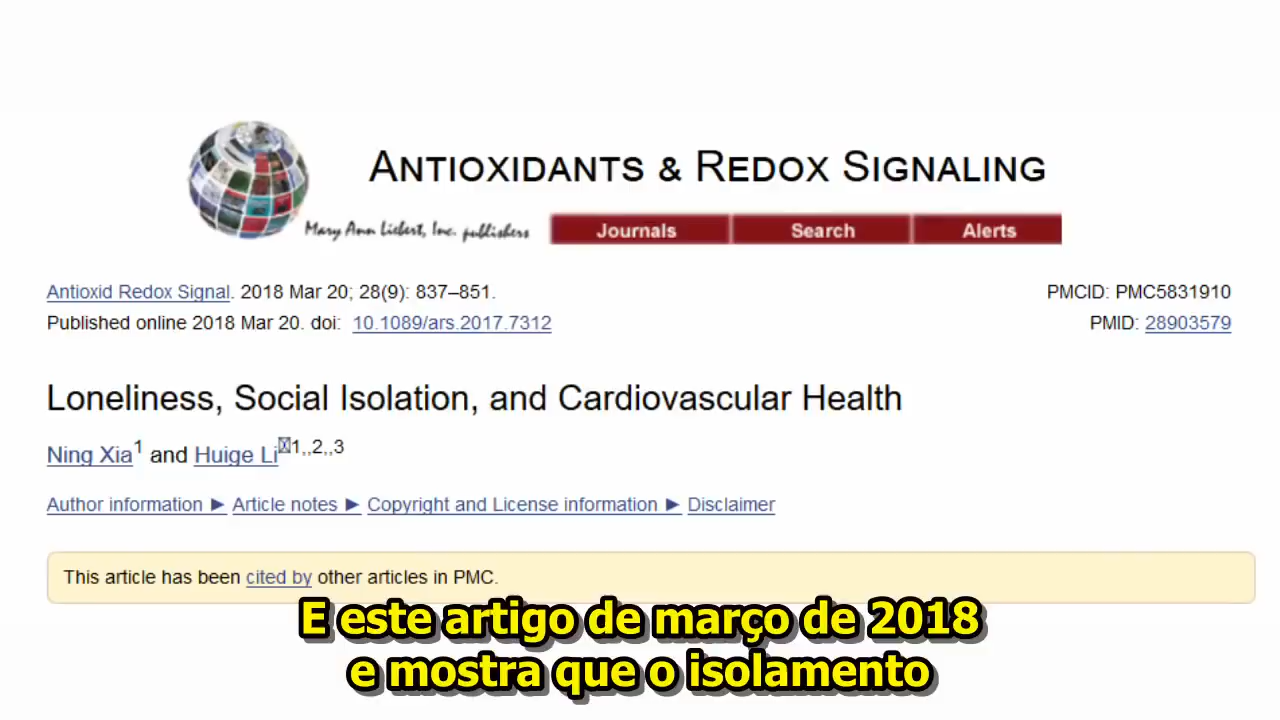 ANTIOXIDANTS & REDOX SIGNALING
Mary Ann Liebert, Inc. publishers
Journals Search Alerts
Antioxid Redox Signal. 2018 Mar 20; 28(9): 837–851. PMCID: PMC5831910
Published online 2018 Mar 20. doi: 10.1089/ars.2017.7312 PMID: 28903579
Loneliness, Social Isolation, and Cardiovascular Health
Ning Xia1 and Huige Li1,,2,,3
Author information ► Article notes ► Copyright and License information ► Disclaimer
This article has been cited by other articles in PMC.
E este artigo de março de 2018
e mostra que o isolamento